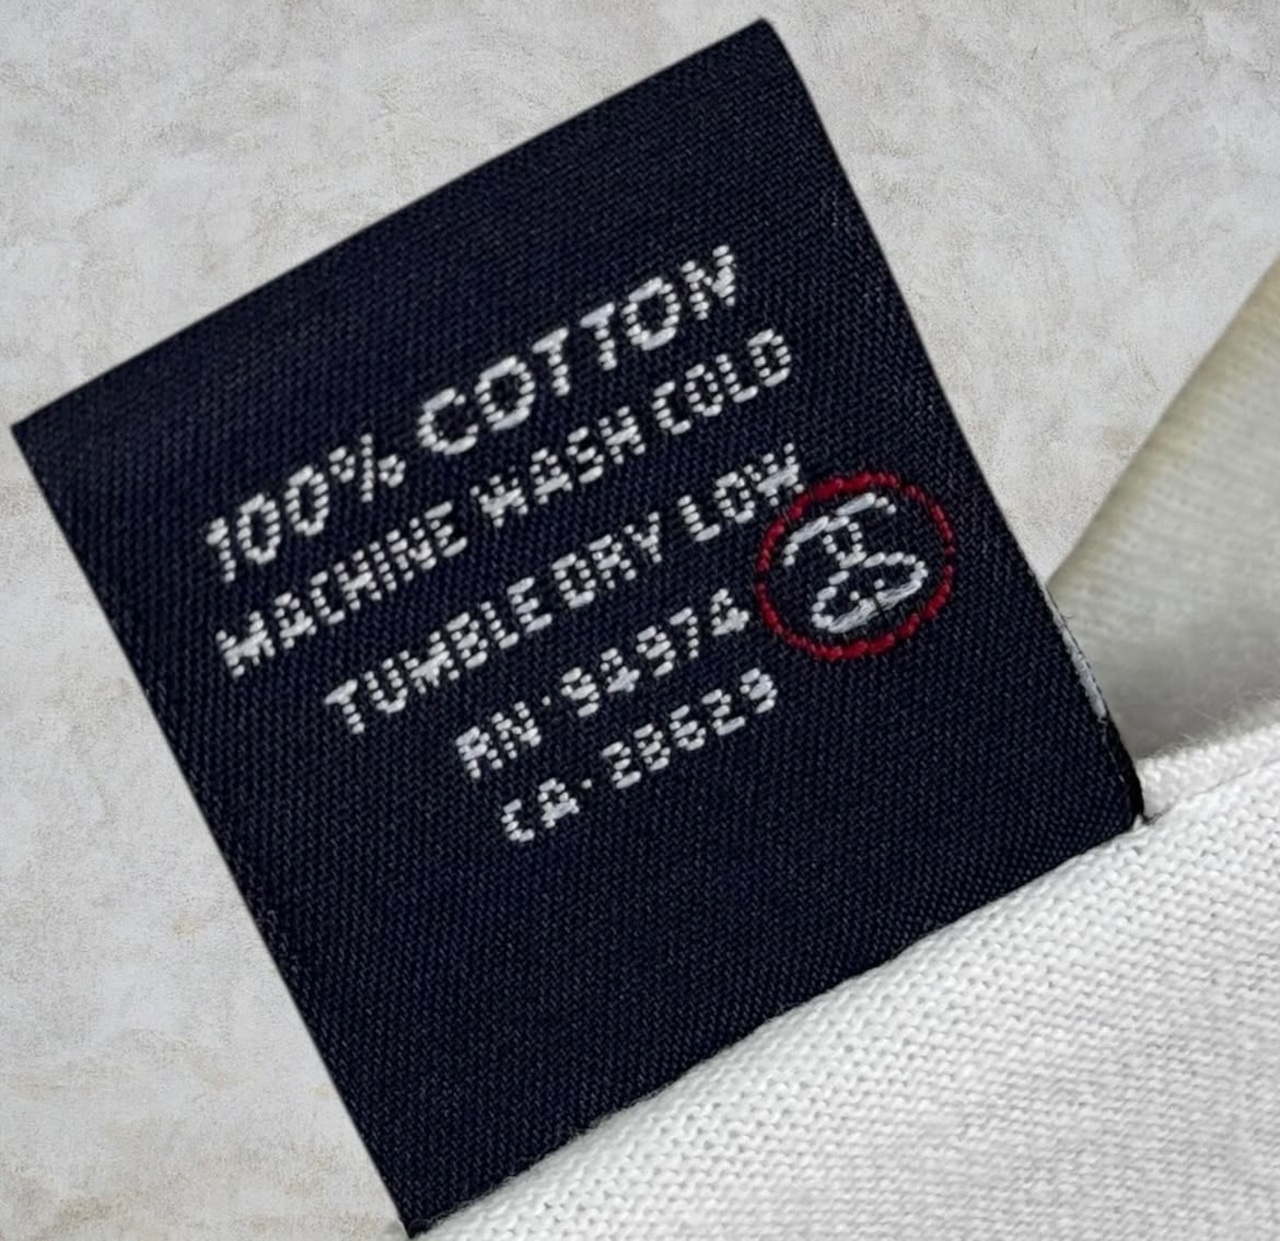 100% COTTON
MACHINE WASH COLD
TUMBLE DRY LOW
RN·94974
CA·28629